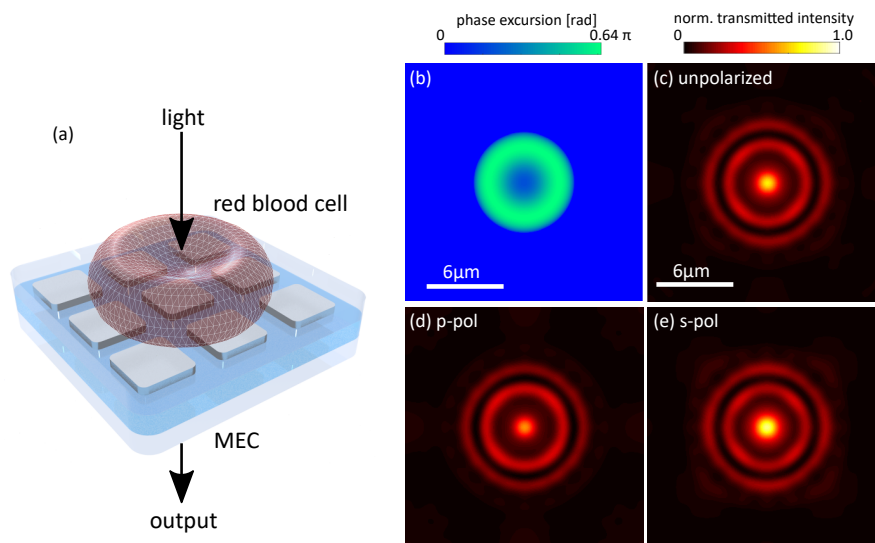 (a)
light
red blood cell
MEC
output
phase excursion [rad]
0
0.64 π
norm. transmitted intensity
0
1.0
(b)
6μm
(c) unpolarized
6μm
(d) p-pol
(e) s-pol